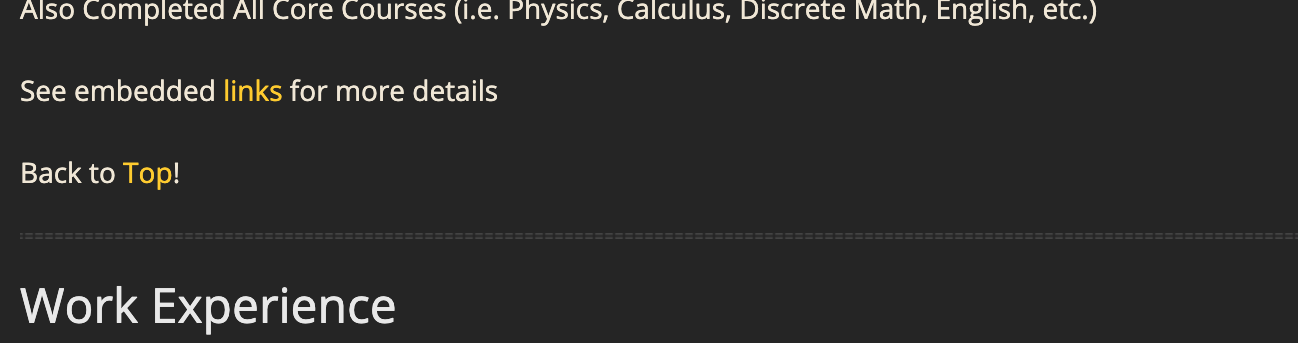 Also Completed All Core Courses (i.e. Physics, Calculus, Discrete Math, English, etc.)
See embedded links for more details
Back to Top!
Work Experience